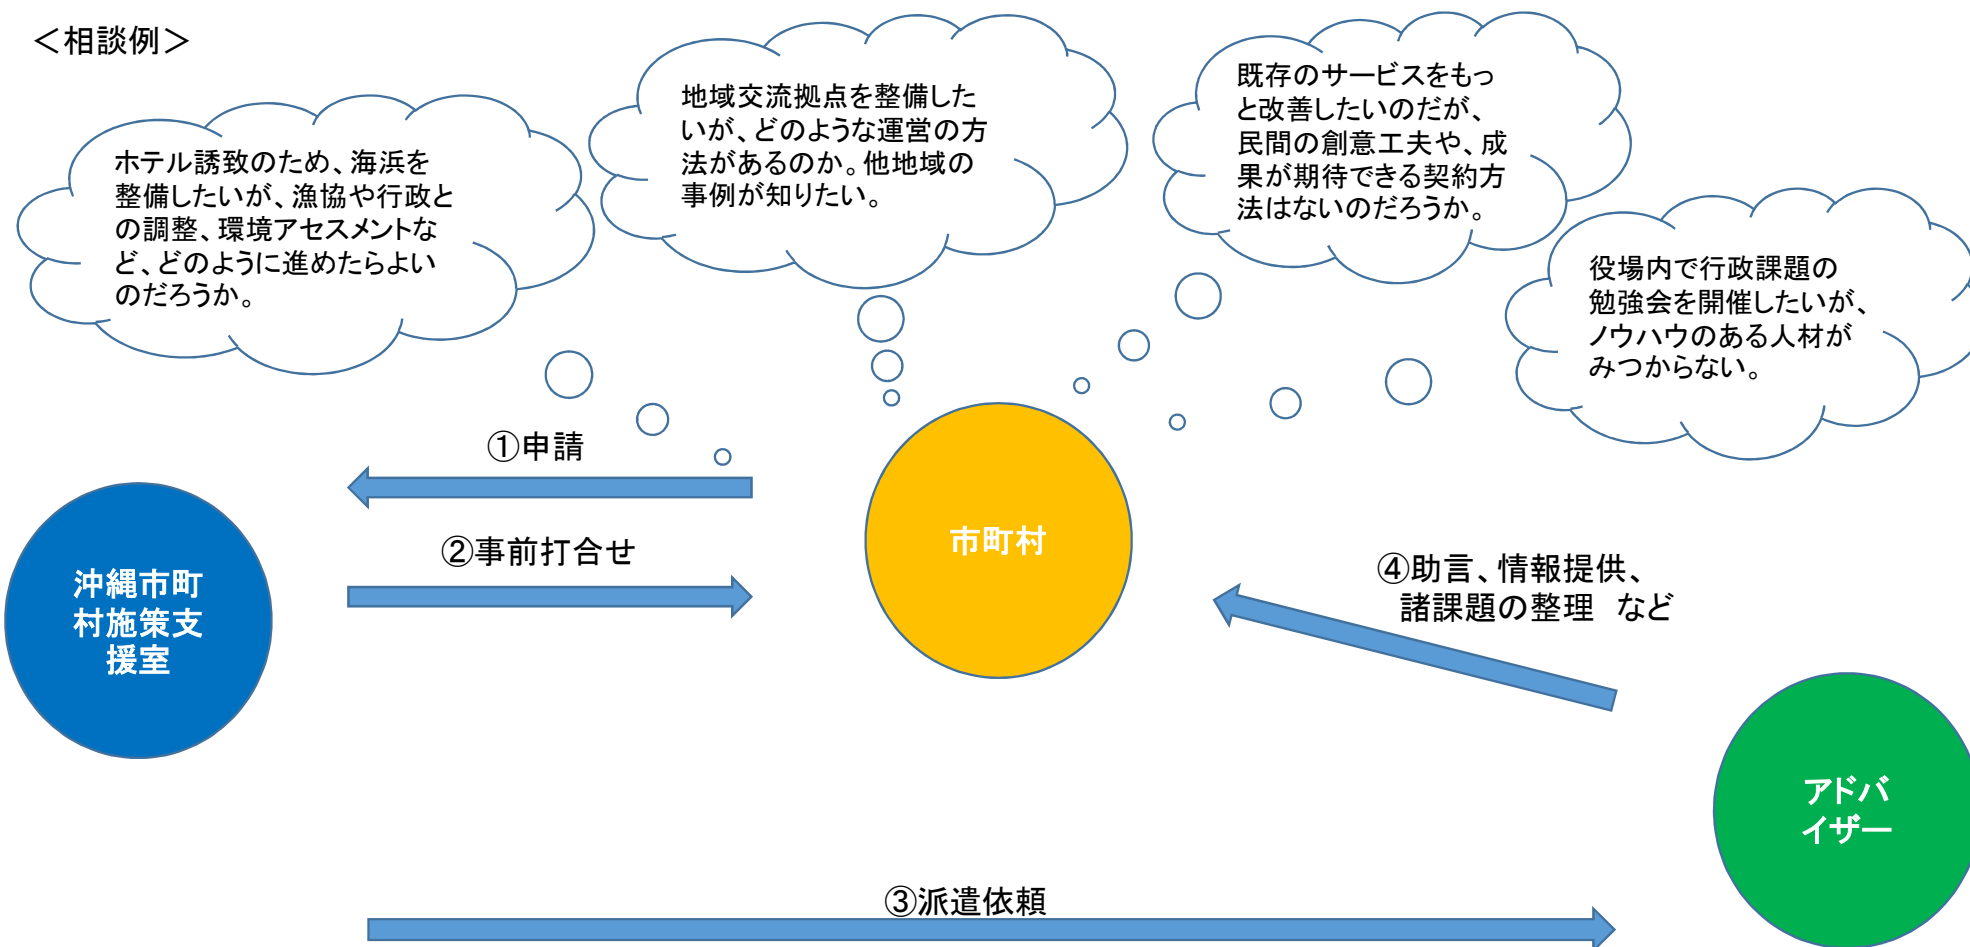 ＜相談例＞
ホテル誘致のため、海浜を
整備したいが、漁協や行政と
の調整、環境アセスメントな
ど、どのように進めたらよい
のだろうか。
地域交流拠点を整備した
いが、どのような運営の方
法があるのか。他地域の
事例が知りたい。
既存のサービスをもっ
と改善したいのだが、
民間の創意工夫や、成
果が期待できる契約方
法はないのだろうか。
役場内で行政課題の
勉強会を開催したいが、
ノウハウのある人材が
みつからない。
①申請
②事前打合せ
沖縄市町
村施策支
援室
市町村
④助言、情報提供、
諸課題の整理　など
アドバ
イザー
③派遣依頼